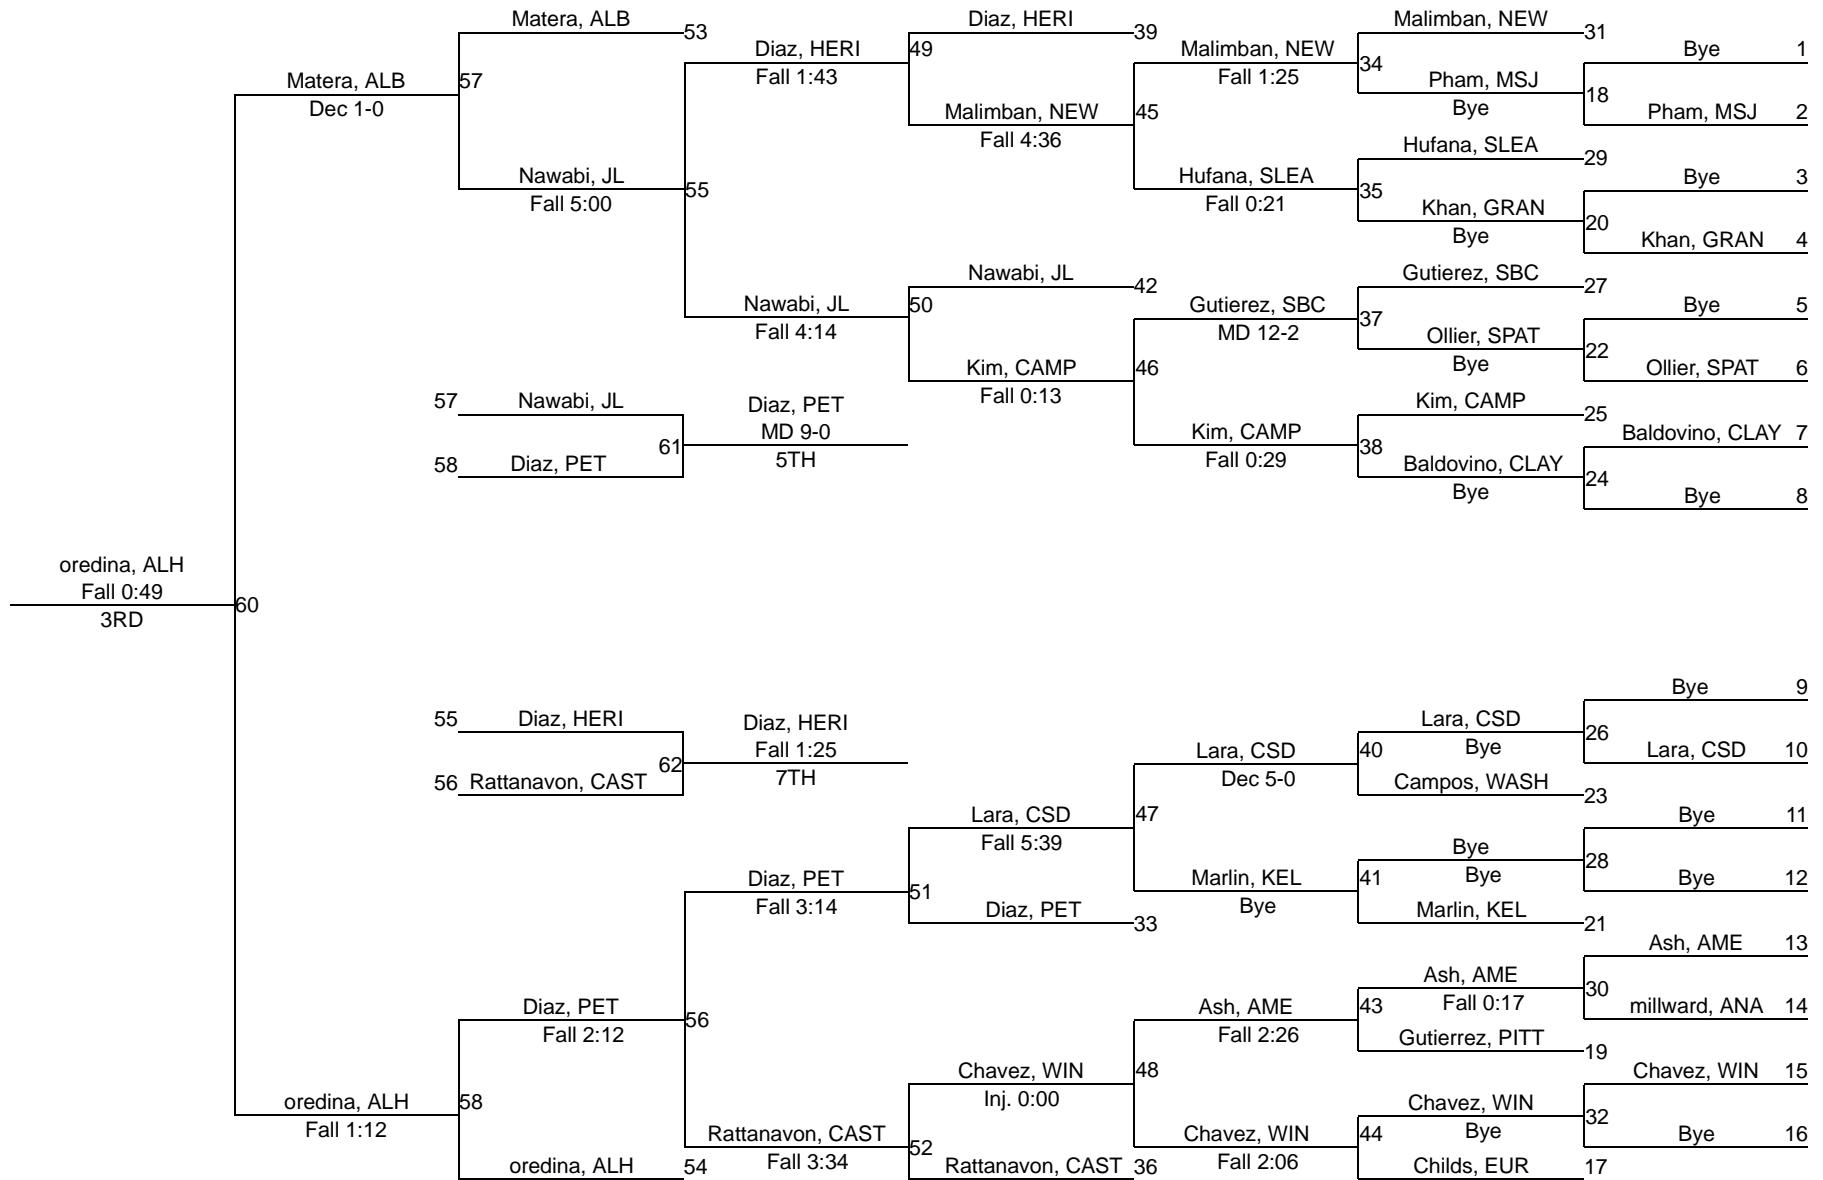 Matera, ALB
53
Diaz, HERI
39
Malimban, NEW
31
Bye 1
Diaz, HERI
49
Malimban, NEW
Matera, ALB
57
Fall 1:43
Fall 1:25
34
Pham, MSJ
18
Dec 1-0
Malimban, NEW
45
Bye
Pham, MSJ 2
Fall 4:36
Hufana, SLEA
29
Nawabi, JL
55
Hufana, SLEA
35
Bye 3
Fall 5:00
Fall 0:21
Khan, GRAN
20
Bye
Khan, GRAN 4
Nawabi, JL
42
Gutierez, SBC
27
Nawabi, JL
50
Gutierez, SBC
37
Bye 5
Fall 4:14
MD 12-2
Ollier, SPAT
22
Kim, CAMP
46
Bye
Ollier, SPAT 6
Fall 0:13
57 Nawabi, JL
Diaz, PET
Kim, CAMP
25
61
MD 9-0
Kim, CAMP
38
Baldovino, CLAY 7
58 Diaz, PET
5TH
Fall 0:29
Baldovino, CLAY
24
Bye
Bye 8
oredina, ALH
Fall 0:49
60
3RD
Bye 9
55 Diaz, HERI
Diaz, HERI
Lara, CSD
26
62
Fall 1:25
Lara, CSD
40
Bye
Lara, CSD 10
56 Rattanavon, CAST
7TH
Dec 5-0
Campos, WASH
23
Lara, CSD
47
Bye 11
Fall 5:39
Bye
28
Diaz, PET
51
Marlin, KEL
41
Bye
Bye 12
Fall 3:14
Diaz, PET
33
Bye
Marlin, KEL
21
Ash, AME 13
Diaz, PET
56
Ash, AME
43
Ash, AME
30
Fall 2:12
Fall 2:26
Fall 0:17
millward, ANA 14
Gutierrez, PITT
19
Chavez, WIN
48
Chavez, WIN 15
oredina, ALH
58
Inj. 0:00
Chavez, WIN
32
Fall 1:12
Rattanavon, CAST
52
Chavez, WIN
44
Bye
Bye 16
oredina, ALH
54
Fall 3:34
Rattanavon, CAST
36
Fall 2:06
Childs, EUR
17